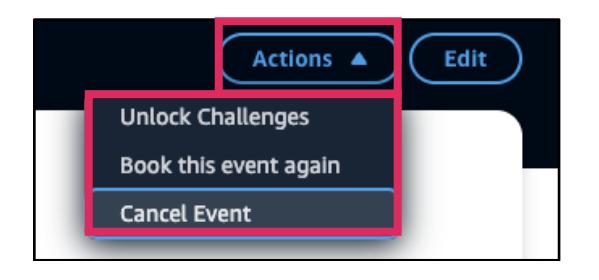 Actions ▲
Edit
Unlock Challenges
Book this event again
Cancel Event